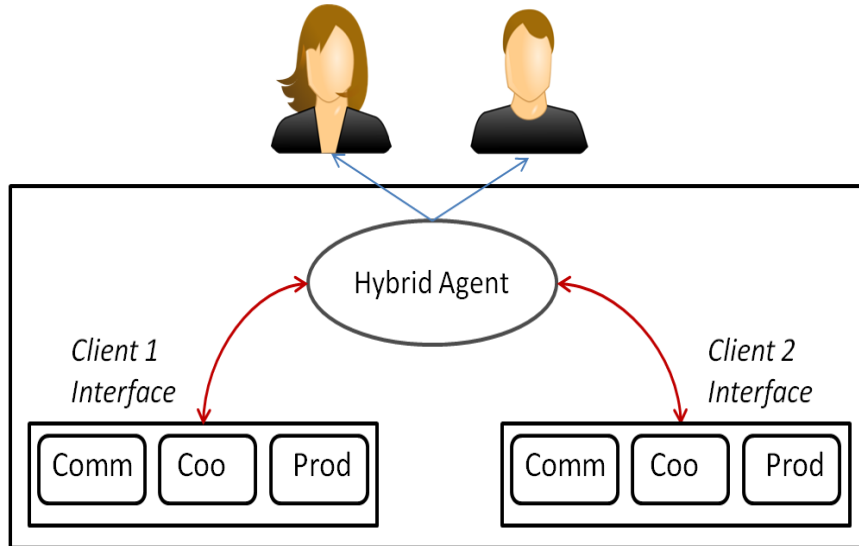 Hybrid Agent
Client 1
Interface
Client 2
Interface
Comm
Coo
Prod
Comm
Coo
Prod